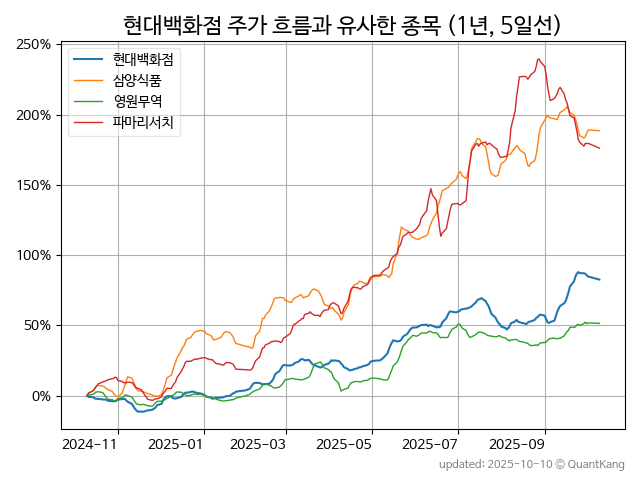 현대백화점 주가 흐름과 유사한 종목 (1년, 5일선)
250%
200%
150%
100%
50%
0%
현대백화점
삼양식품
영원무역
파마리서치
2024-11
2025-01
2025-03
2025-05
2025-07
2025-09
updated: 2025-10-10 © QuantKang